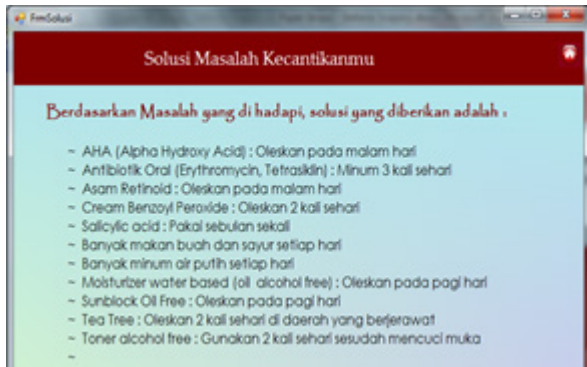 FrmSolusi
Solusi Masalah Kecantikanmu
Berdasarkan Masalah yang di hadapi, solusi yang diberikan adalah :
~ AHA (Alpha Hydroxy Acid) : Oleskan pada malam hari
~ Antibiotik Oral (Erythromycin, Tetrasiklin) : Minum 3 kali sehari
~ Asam Retinoid : Oleskan pada malam hari
~ Cream Benzoyl Peroxide : Oleskan 2 kali sehari
~ Salicylic acid : Pakai sebulan sekali
~ Banyak makan buah dan sayur setiap hari
~ Banyak minum air putih setiap hari
~ Moisturizer water based (oil alcohol free) : Oleskan pada pagi hari
~ Sunblock Oil Free : Oleskan pada pagi hari
~ Tea Tree : Oleskan 2 kali sehari di daerah yang berjerawat
~ Toner alcohol free : Gunakan 2 kali sehari sesudah mencuci muka
~